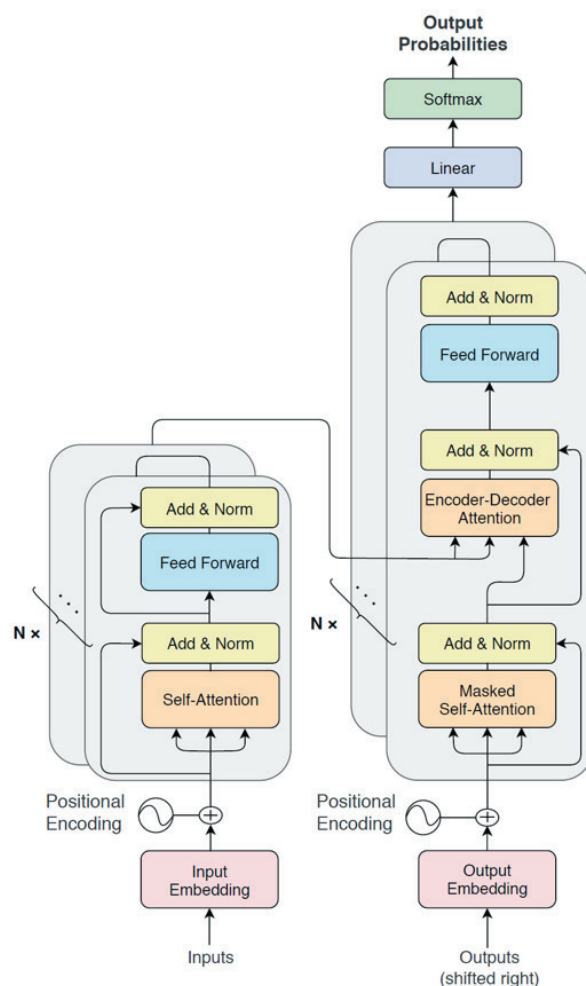 Output
Probabilities
Softmax
Linear
Add & Norm
Feed Forward
Add & Norm
Encoder-Decoder
Attention
Add & Norm
Masked
Self-Attention
N ×
Add & Norm
Feed Forward
Add & Norm
Self-Attention
N ×
Positional
Encoding
Input
Embedding
Inputs
Positional
Encoding
Output
Embedding
Outputs
(shifted right)